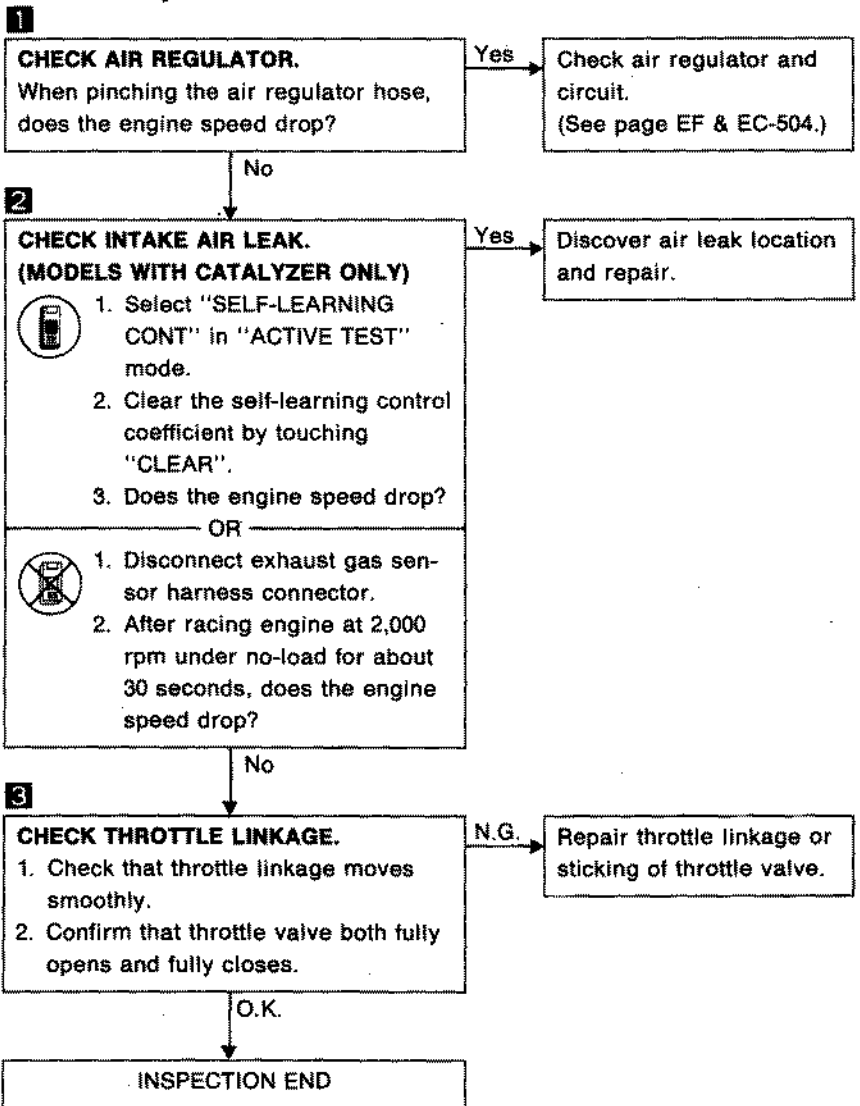 1
CHECK AIR REGULATOR.
When pinching the air regulator hose,
does the engine speed drop?
Yes
Check air regulator and
circuit.
(See page EF & EC-504.)
No
2
CHECK INTAKE AIR LEAK.
(MODELS WITH CATALYZER ONLY)
1. Select "SELF-LEARNING
CONT" in "ACTIVE TEST"
mode.
2. Clear the self-learning control
coefficient by touching
"CLEAR".
3. Does the engine speed drop?
OR
1. Disconnect exhaust gas sen-
sor harness connector.
2. After racing engine at 2,000
rpm under no-load for about
30 seconds, does the engine
speed drop?
Yes
Discover air leak location
and repair.
No
3
CHECK THROTTLE LINKAGE.
1. Check that throttle linkage moves
smoothly.
2. Confirm that throttle valve both fully
opens and fully closes.
N.G.
Repair throttle linkage or
sticking of throttle valve.
O.K.
INSPECTION END